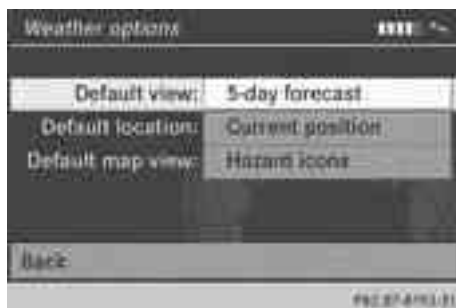 Weather options
Default view: 5-day forecast
Default location: Current position
Default map view: Hazard icons
Back